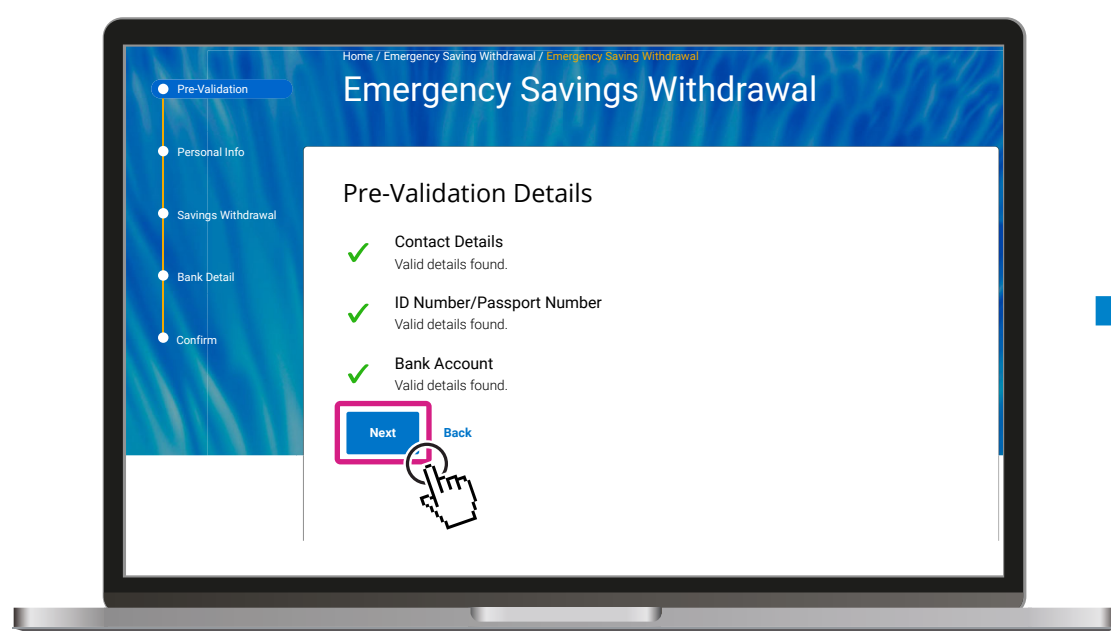 Home / Emergency Saving Withdrawal / Emergency Saving Withdrawal
Emergency Savings Withdrawal
Pre-Validation
Personal Info
Savings Withdrawal
Bank Detail
Confirm
Pre-Validation Details
Contact Details
Valid details found.
ID Number/Passport Number
Valid details found.
Bank Account
Valid details found.
Next Back